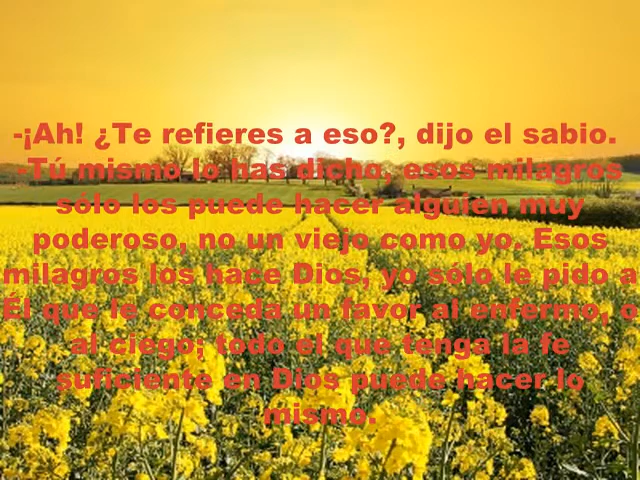 -¡Ah! ¿Te refieres a eso?, dijo el sabio.
-Tú mismo lo has dicho, esos milagros
sólo los puede hacer alguien muy
poderoso, no un viejo como yo. Esos
milagros los hace Dios, yo sólo le pido a
Él que le conceda un favor al enfermo, o
al ciego; todo el que tenga la fe
suficiente en Dios puede hacer lo
mismo.